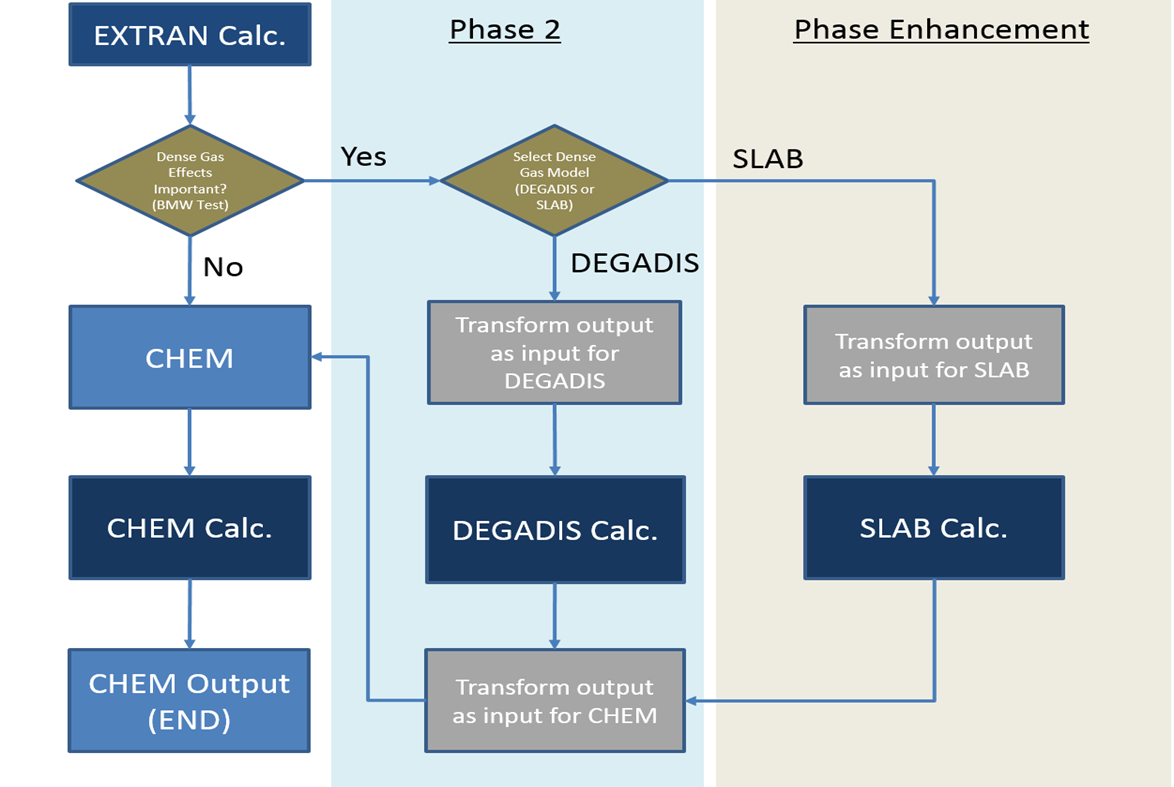 EXTRAN Calc.
Phase 2
Phase Enhancement
Dense Gas
Effects
Important?
(BMW Test)
Yes
Select Dense
Gas Model
(DEGADIS or
SLAB)
SLAB
No
DEGADIS
CHEM
Transform output
as input for
DEGADIS
Transform output
as input for SLAB
CHEM Calc.
DEGADIS Calc.
SLAB Calc.
CHEM Output
(END)
Transform output
as input for CHEM